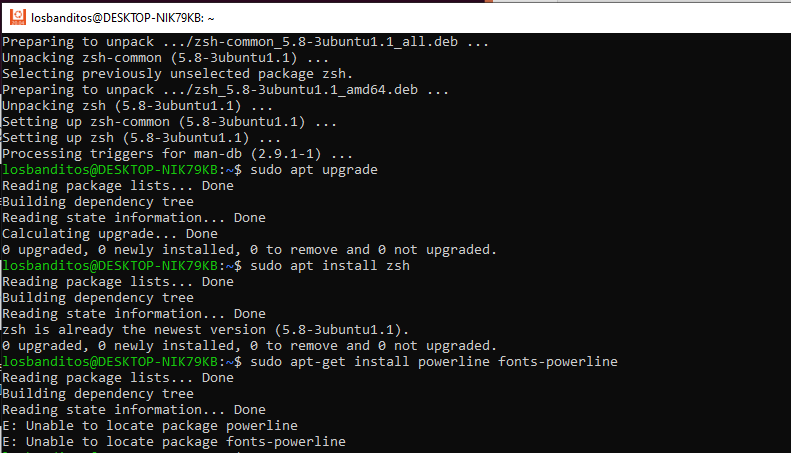 losbanditos@DESKTOP-NIK79KB: ~
Preparing to unpack .../zsh-common_5.8-3ubuntu1.1_all.deb ...
Unpacking zsh-common (5.8-3ubuntu1.1) ...
Selecting previously unselected package zsh.
Preparing to unpack .../zsh_5.8-3ubuntu1.1_amd64.deb ...
Unpacking zsh (5.8-3ubuntu1.1) ...
Setting up zsh-common (5.8-3ubuntu1.1) ...
Setting up zsh (5.8-3ubuntu1.1) ...
Processing triggers for man-db (2.9.1-1) ...
losbanditos@DESKTOP-NIK79KB:~$ sudo apt upgrade
Reading package lists... Done
Building dependency tree
Reading state information... Done
Calculating upgrade... Done
0 upgraded, 0 newly installed, 0 to remove and 0 not upgraded.
losbanditos@DESKTOP-NIK79KB:~$ sudo apt install zsh
Reading package lists... Done
Building dependency tree
Reading state information... Done
zsh is already the newest version (5.8-3ubuntu1.1).
0 upgraded, 0 newly installed, 0 to remove and 0 not upgraded.
losbanditos@DESKTOP-NIK79KB:~$ sudo apt-get install powerline fonts-powerline
Reading package lists... Done
Building dependency tree
Reading state information... Done
E: Unable to locate package powerline
E: Unable to locate package fonts-powerline